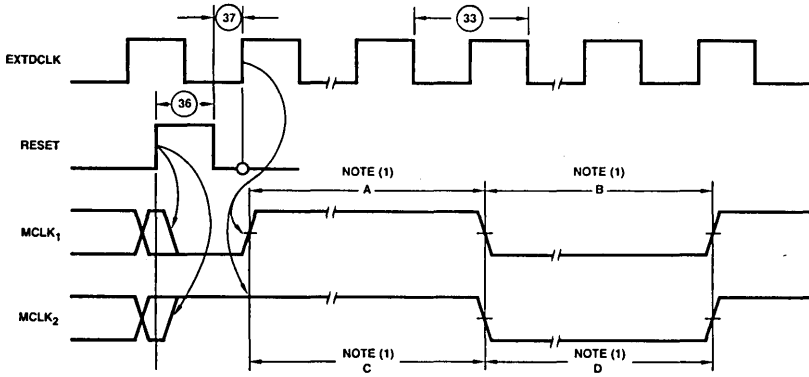 37
33
EXTDCLK
36
RESET
NOTE (1)
A
NOTE (1)
B
MCLK1
MCLK2
NOTE (1)
C
NOTE (1)
D